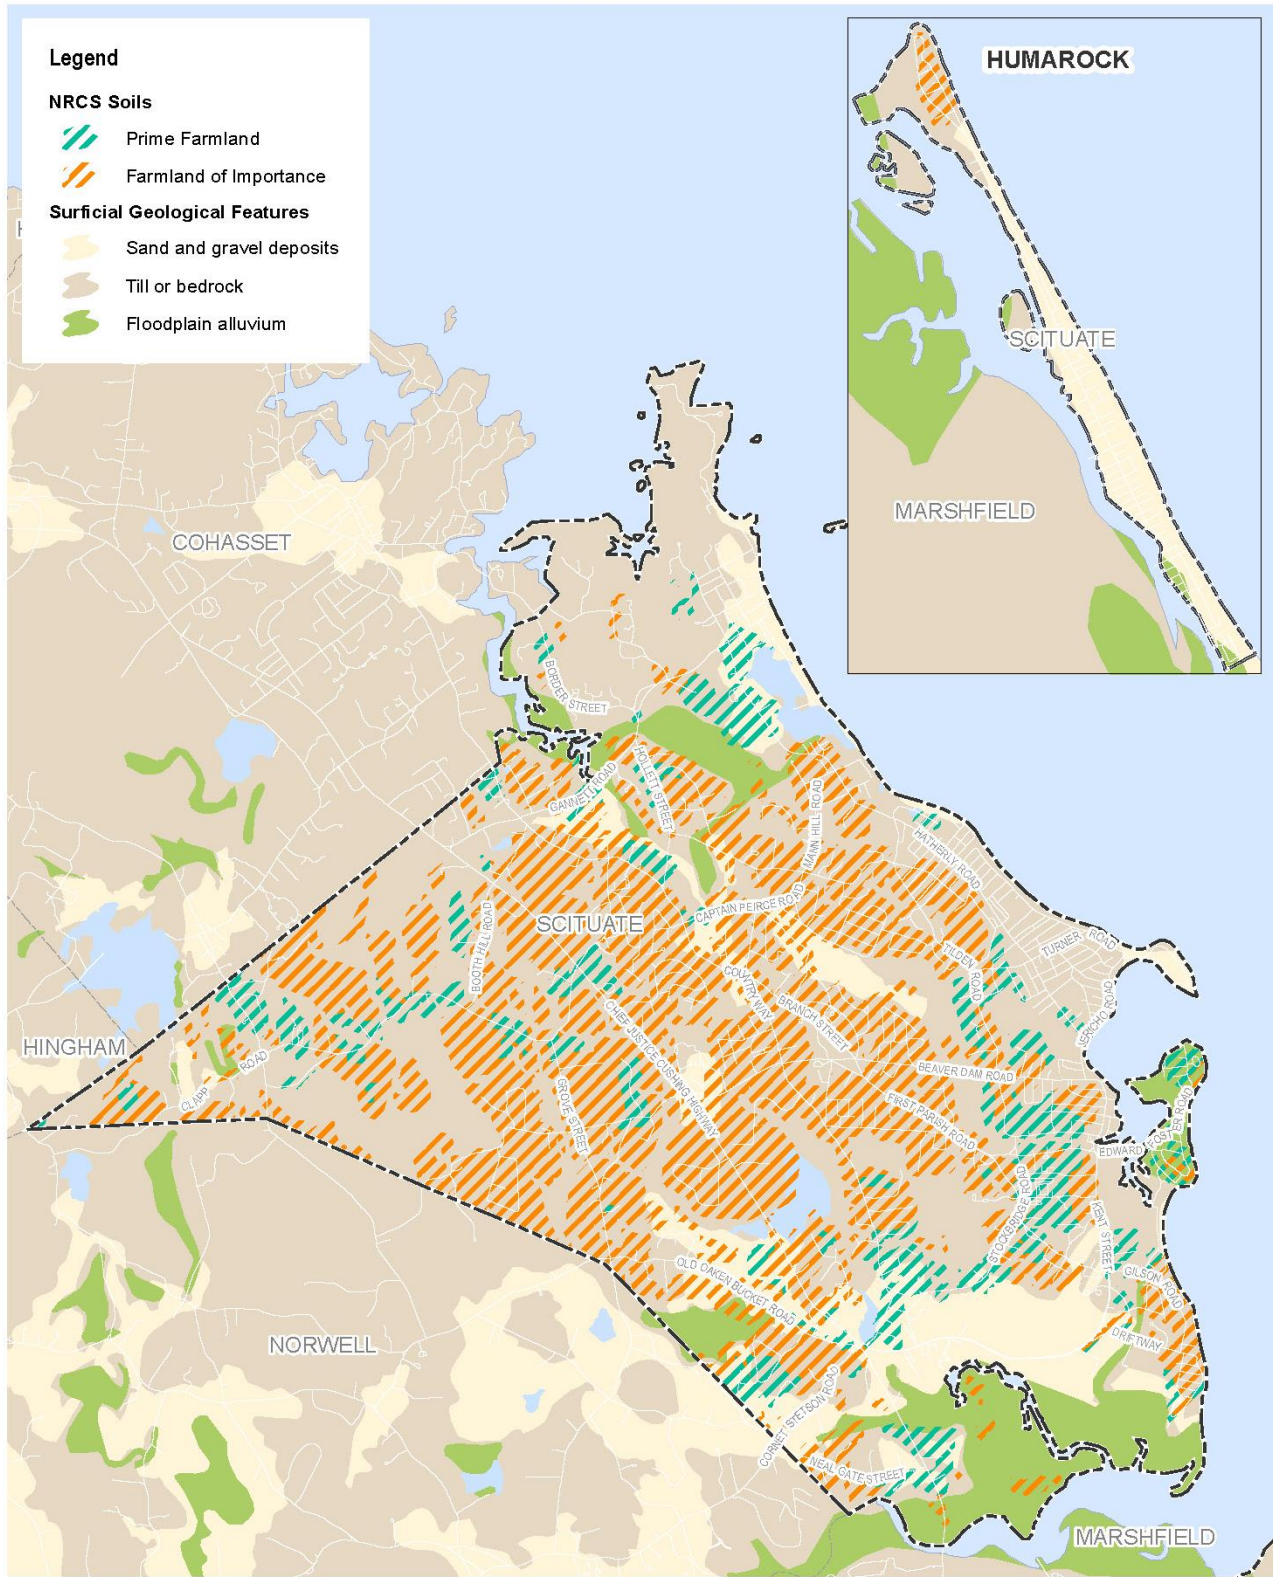 Legend
NRCS Soils
Prime Farmland
Farmland of Importance
Surficial Geological Features
Sand and gravel deposits
Till or bedrock
Floodplain alluvium
HUMAROCK
SCITUATE
MARSHFIELD
COHASSET
BORDER STREET
GANNETT ROAD
HOLLETT STREET
MANN HILL ROAD
HATHERLY ROAD
CAPTAIN PEIRCE ROAD
SCITUATE
BOOTH HILL ROAD
TILDEN ROAD
TURNER ROAD
COUNTRY WAY
BRANCH STREET
JERICHO ROAD
CHIEF JUSTICE CUSHING HIGHWAY
HINGHAM
CLAPP ROAD
BEAVER DAM ROAD
GROVE STREET
FIRST PARISH ROAD
EDWARD FOSTER ROAD
STOCKBRIDGE ROAD
KENT STREET
OLD OAKEN BUCKET ROAD
GILSON ROAD
DRIFTWAY
NORWELL
CORNET STETSON ROAD
NEAL GATE STREET
MARSHFIELD